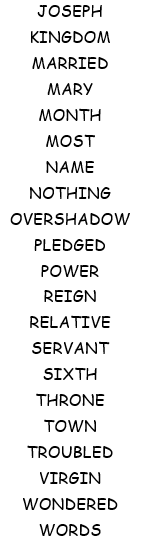 JOSEPH
KINGDOM
MARRIED
MARY
MONTH
MOST
NAME
NOTHING
OVERSHADOW
PLEDGED
POWER
REIGN
RELATIVE
SERVANT
SIXTH
THRONE
TOWN
TROUBLED
VIRGIN
WONDERED
WORDS